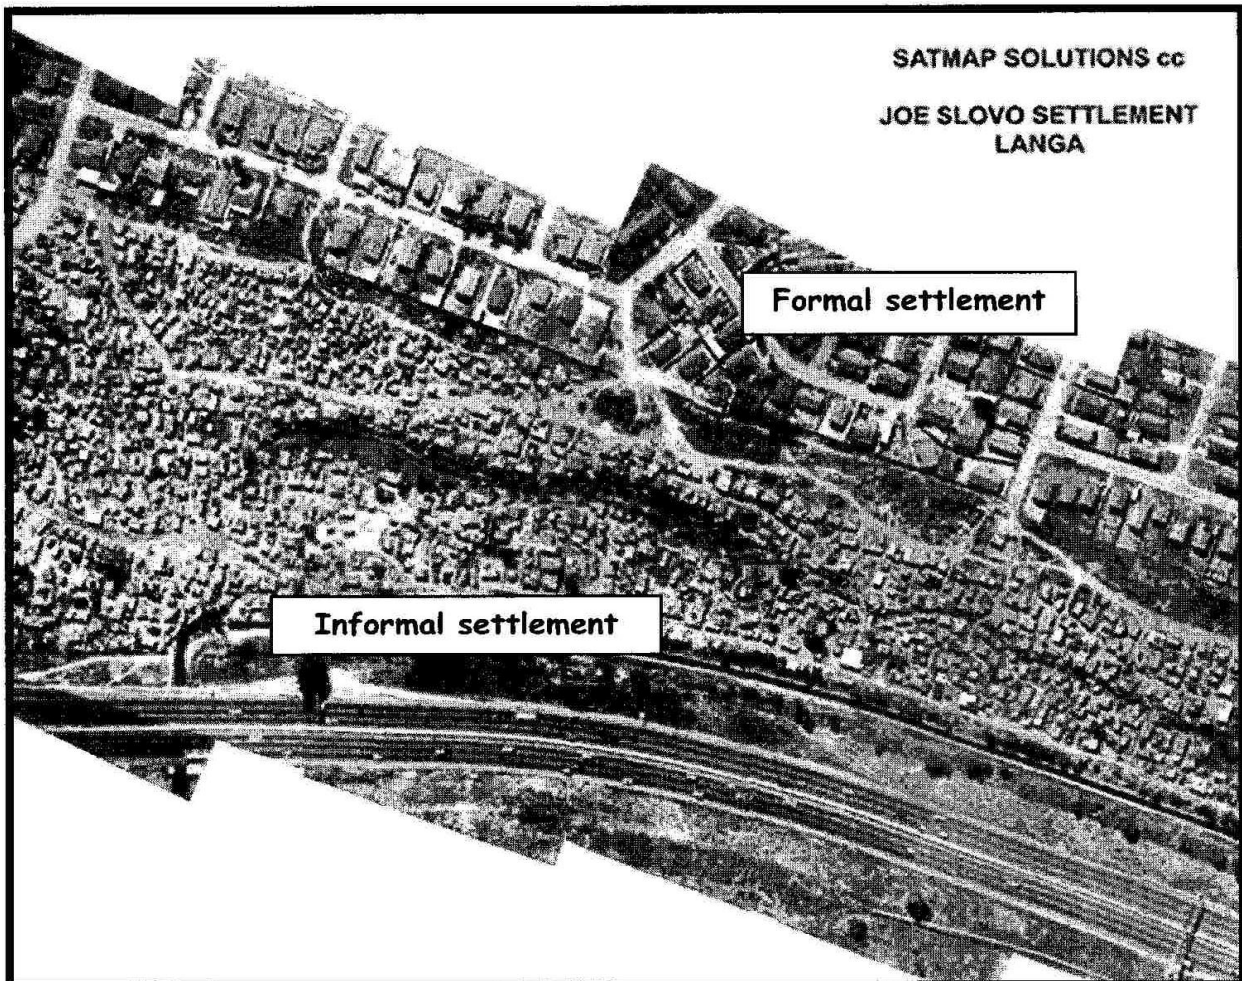 SATMAP SOLUTIONS cc
JOE SLOVO SETTLEMENT
LANGA
Formal settlement
Informal settlement